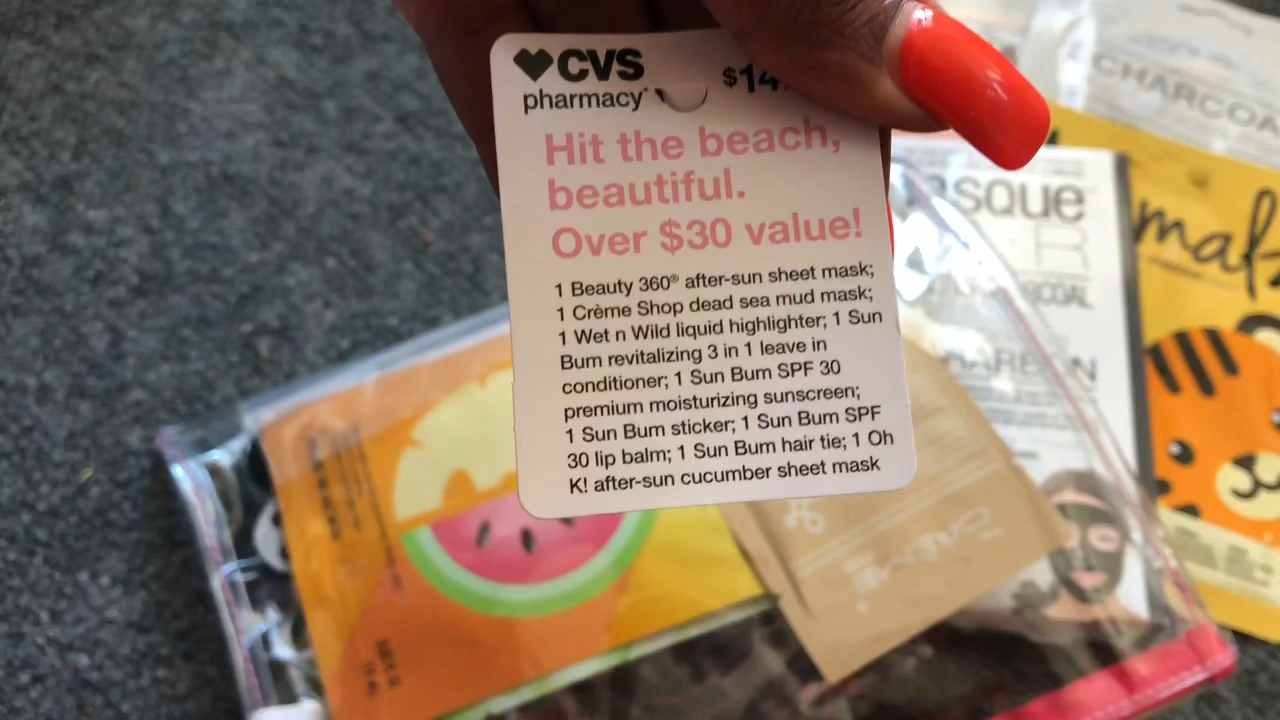 CVS
pharmacy
$14.
Hit the beach,
beautiful.
Over $30 value!
1 Beauty 360® after-sun sheet mask;
1 Crème Shop dead sea mud mask;
1 Wet n Wild liquid highlighter; 1 Sun
Bum revitalizing 3 in 1 leave in
conditioner; 1 Sun Bum SPF 30
premium moisturizing sunscreen;
1 Sun Bum sticker; 1 Sun Bum SPF
30 lip balm; 1 Sun Bum hair tie; 1 Oh
K! after-sun cucumber sheet mask
CHARCOA
sque